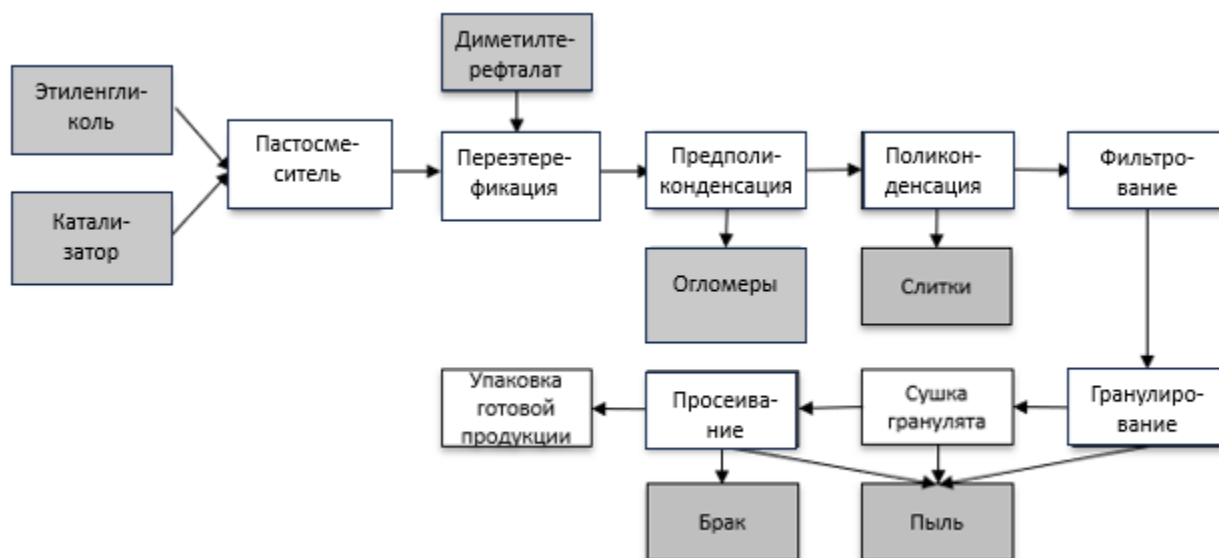 Диметилте-
рефталат
Этиленгли-
коль
Пастосме-
ситель
Переэтере-
фикация
Предполи-
конденсация
Поликон-
денсация
Фильтро-
вание
Катали-
затор
Огломеры
Слитки
Упаковка
готовой
продукции
Просеива-
ние
Сушка
гранулята
Гранулиро-
вание
Брак
Пыль